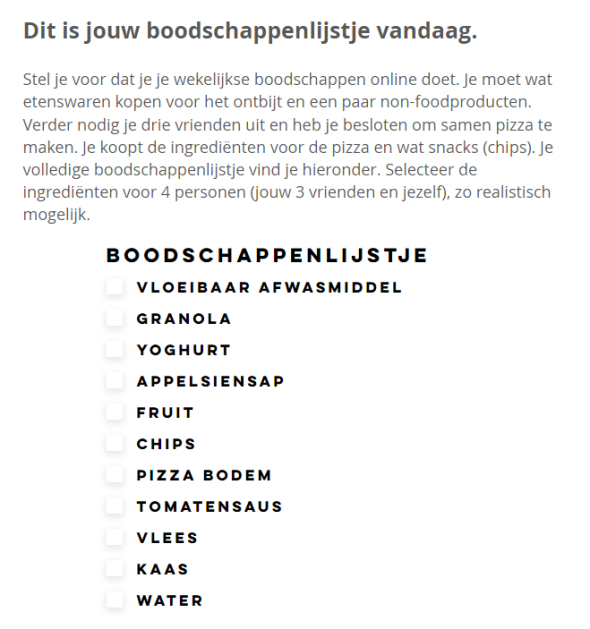 Dit is jouw boodschappenlijstje vandaag.
Stel je voor dat je je wekelijkse boodschappen online doet. Je moet wat
etenswaren kopen voor het ontbijt en een paar non-foodproducten.
Verder nodig je drie vrienden uit en heb je besloten om samen pizza te
maken. Je koopt de ingrediënten voor de pizza en wat snacks (chips). Je
volledige boodschappenlijstje vind je hieronder. Selecteer de
ingrediënten voor 4 personen (jouw 3 vrienden en jezelf), zo realistisch
mogelijk.
BOODSCHAPPENLIJSTJE
VLOEIBAAR AFWASMIDDEL
GRANOLA
YOGHURT
APPELSIENSAP
FRUIT
CHIPS
PIZZA BODEM
TOMATENSAUS
VLEES
KAAS
WATER